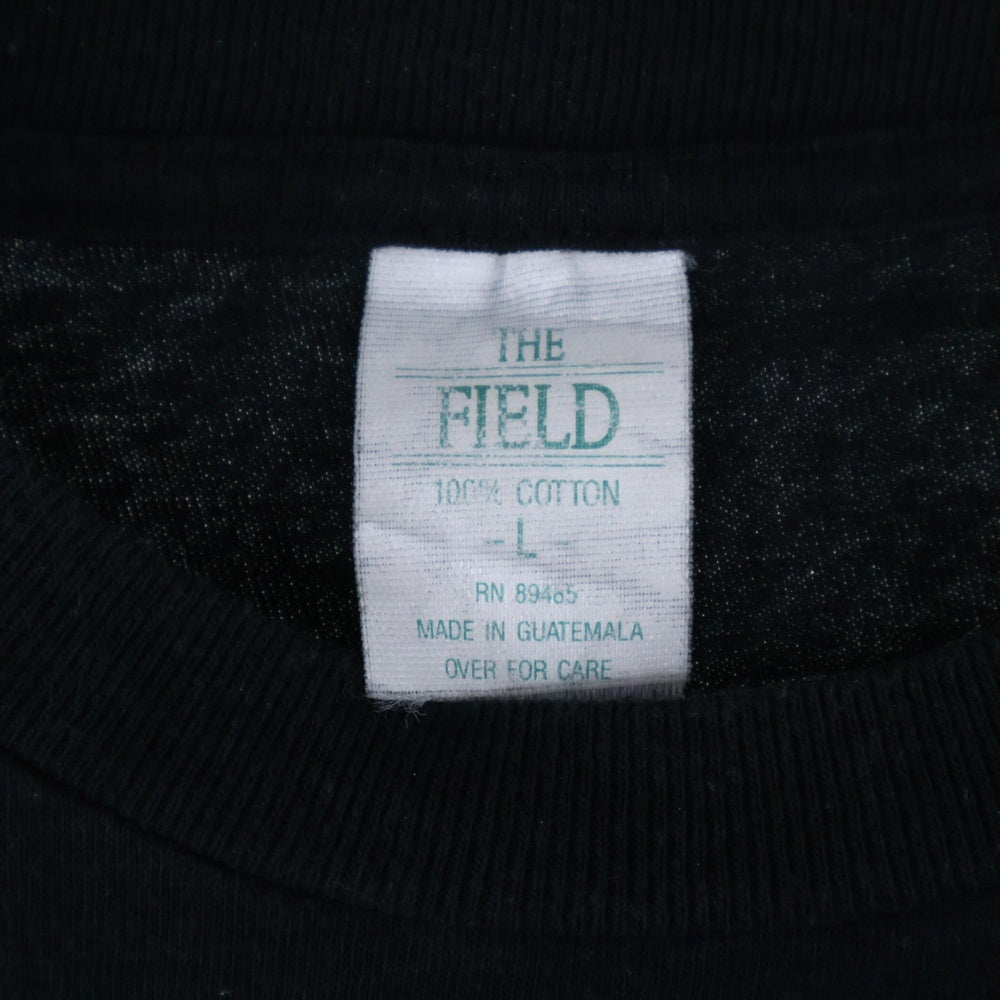 THE
FIELD
100% COTTON
- L -
RN 89465
MADE IN GUATEMALA
OVER FOR CARE